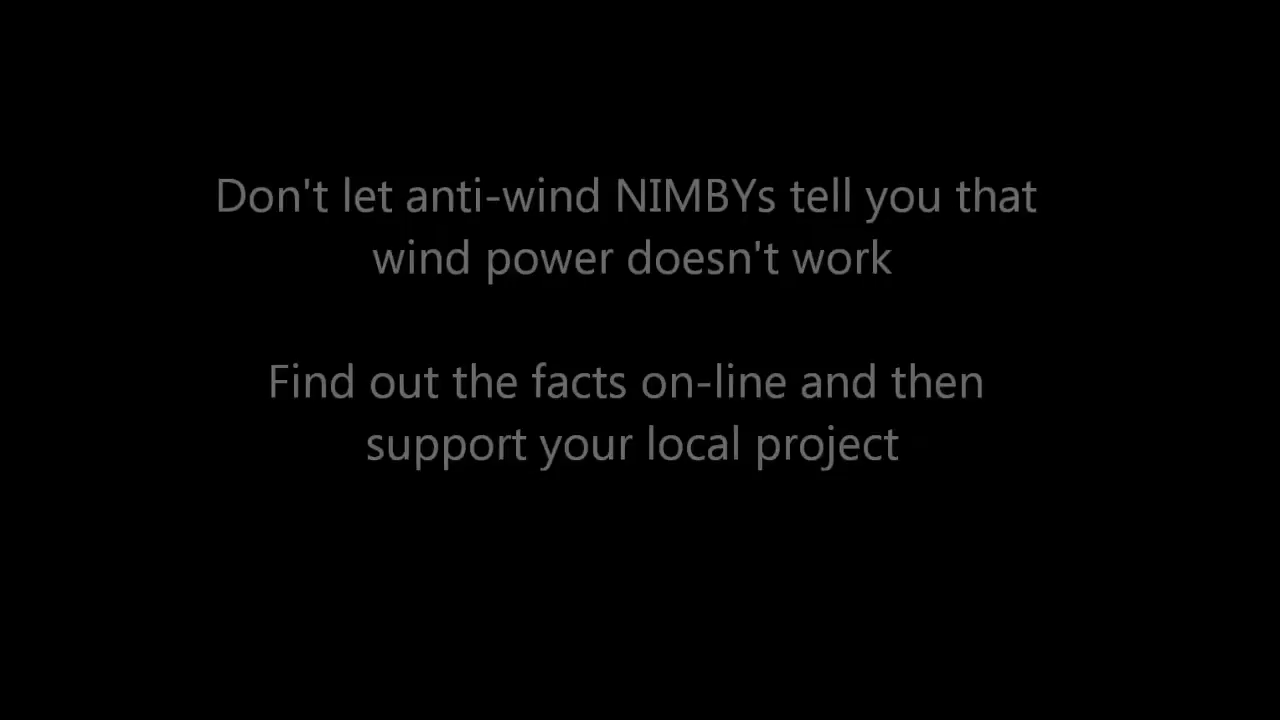 Don't let anti-wind NIMBYs tell you that
wind power doesn't work
Find out the facts on-line and then
support your local project